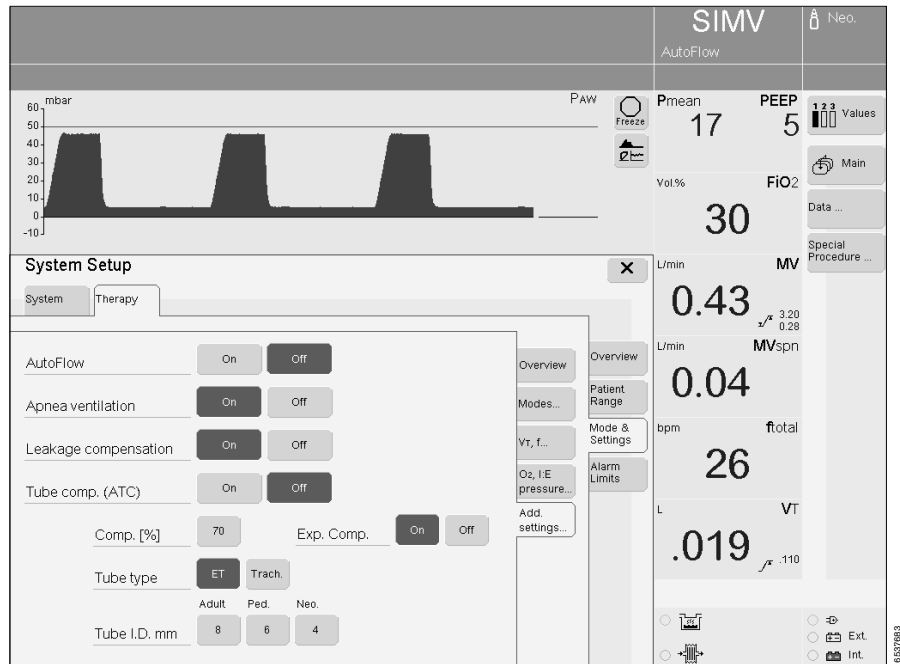 SIMV
Neo.
AutoFlow
mbar
PAW
60
50
40
30
20
10
0
-10
Freeze
Pmean
PEEP
17
5
1 2 3
Values
Main
Vol.%
FiO2
30
Data ...
Special
Procedure ...
System Setup
System
Therapy
L/min
MV
0.43
3.20
0.28
AutoFlow
On
Off
Apnea ventilation
On
Off
Leakage compensation
On
Off
Tube comp. (ATC)
On
Off
Comp. [%]
70
Exp. Comp.
On
Off
Tube type
ET
Trach.
Adult
Ped.
Neo.
Tube I.D. mm
8
6
4
Overview
Modes...
VT, f...
O2, I:E
pressure...
Add.
settings...
Overview
Patient
Range
Mode &
Settings
Alarm
Limits
L/min
MVspn
0.04
bpm
ftotal
26
L
VT
.019
.110
Ext.
Int.
6537683